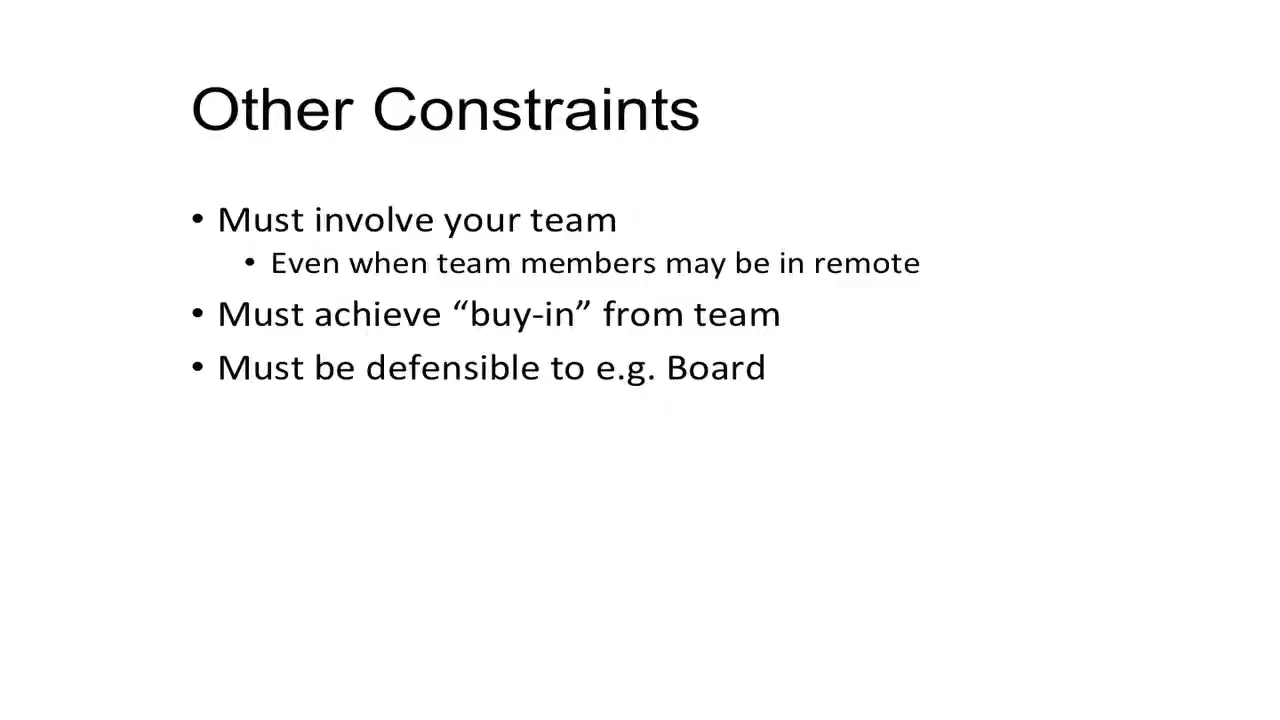 Other Constraints
• Must involve your team
• Even when team members may be in remote
• Must achieve “buy-in” from team
• Must be defensible to e.g. Board